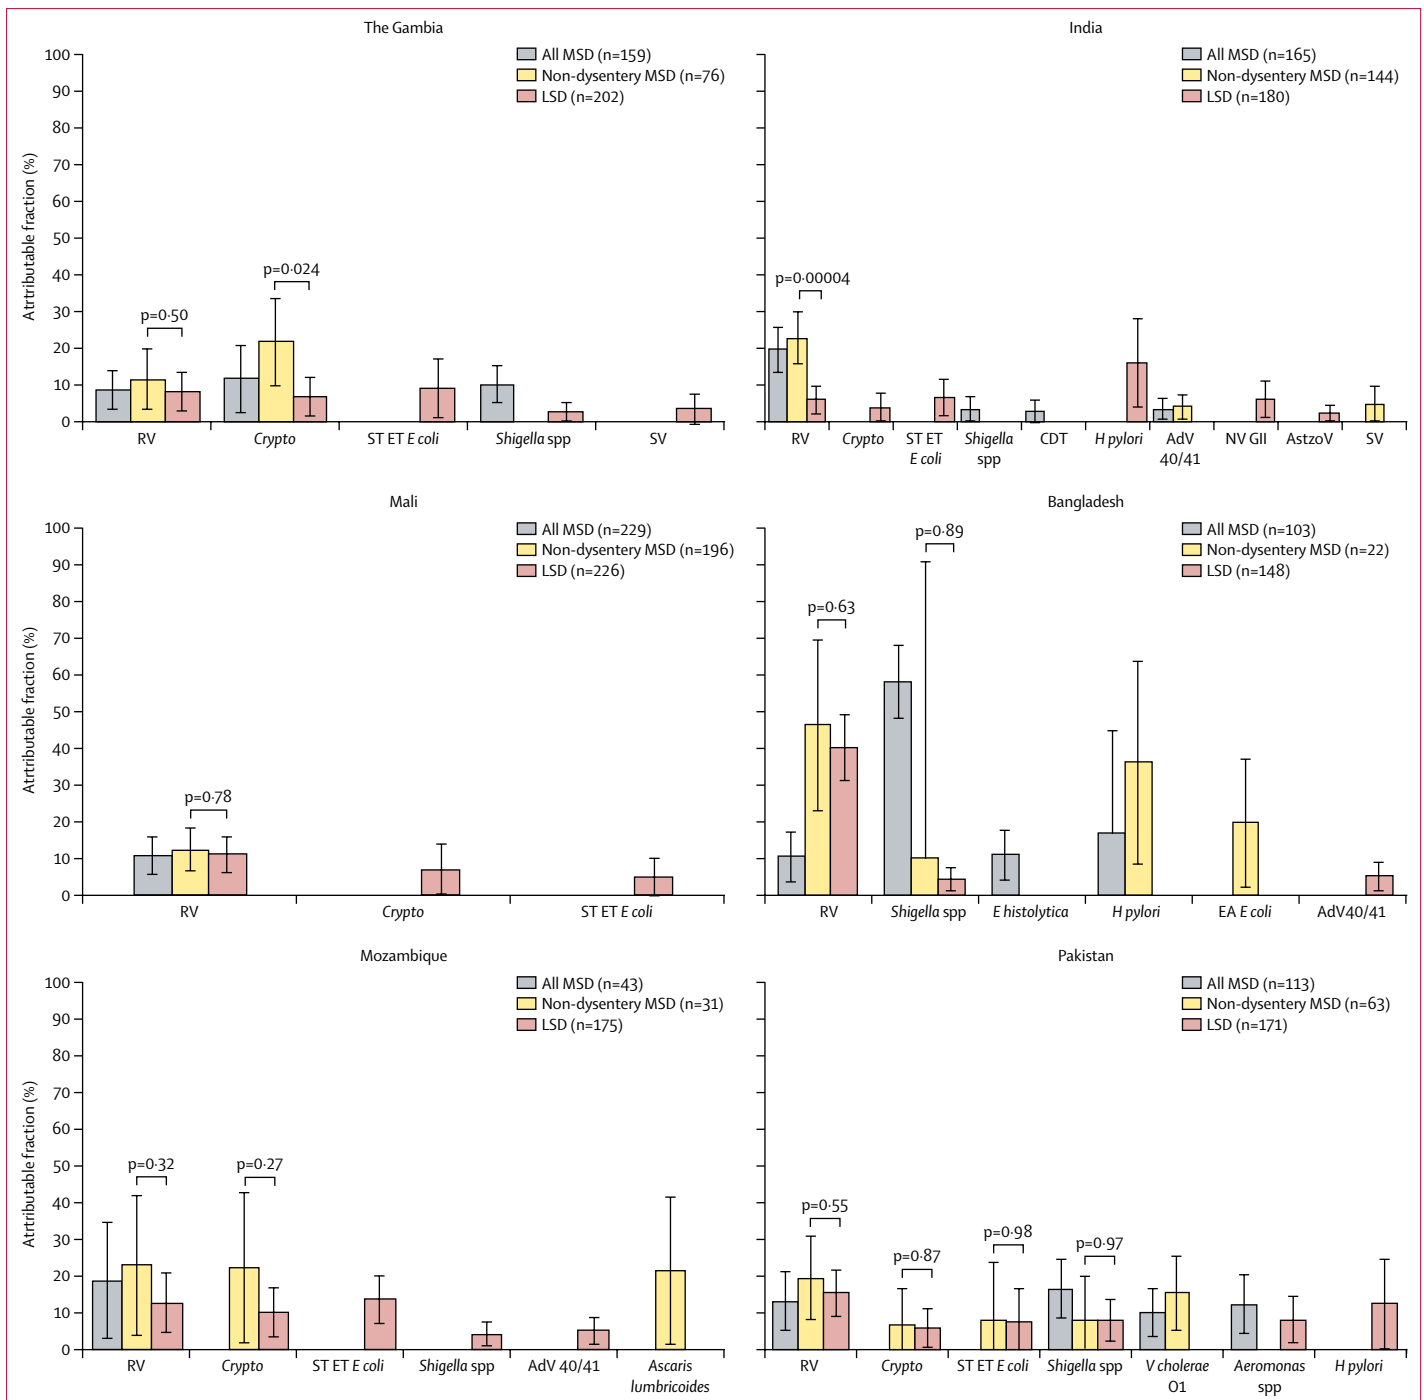 The Gambia
Atrtributable fraction (%)
100
90
80
70
60
50
40
30
20
10
0
All MSD (n=159)
Non-dysentery MSD (n=76)
LSD (n=202)
p=0·50
p=0·024
RV
Crypto
ST ET E coli
Shigella spp
SV
India
All MSD (n=165)
Non-dysentery MSD (n=144)
LSD (n=180)
p=0·00004
RV
Crypto
ST ET
E coli
Shigella
spp
CDT
H pylori
AdV
40/41
NV GII
AstzoV
SV
Mali
Atrtributable fraction (%)
100
90
80
70
60
50
40
30
20
10
0
All MSD (n=229)
Non-dysentery MSD (n=196)
LSD (n=226)
p=0·78
RV
Crypto
ST ET E coli
Bangladesh
All MSD (n=103)
Non-dysentery MSD (n=22)
LSD (n=148)
p=0·63
p=0·89
RV
Shigella spp
E histolytica
H pylori
EA E coli
AdV40/41
Mozambique
Atrtributable fraction (%)
100
90
80
70
60
50
40
30
20
10
0
All MSD (n=43)
Non-dysentery MSD (n=31)
LSD (n=175)
p=0·32
p=0·27
RV
Crypto
ST ET E coli
Shigella spp
AdV 40/41
Ascaris
lumbricoides
Pakistan
All MSD (n=113)
Non-dysentery MSD (n=63)
LSD (n=171)
p=0·55
p=0·87
p=0·98
p=0·97
RV
Crypto
ST ET E coli
Shigella spp
V cholerae
O1
Aeromonas
spp
H pylori